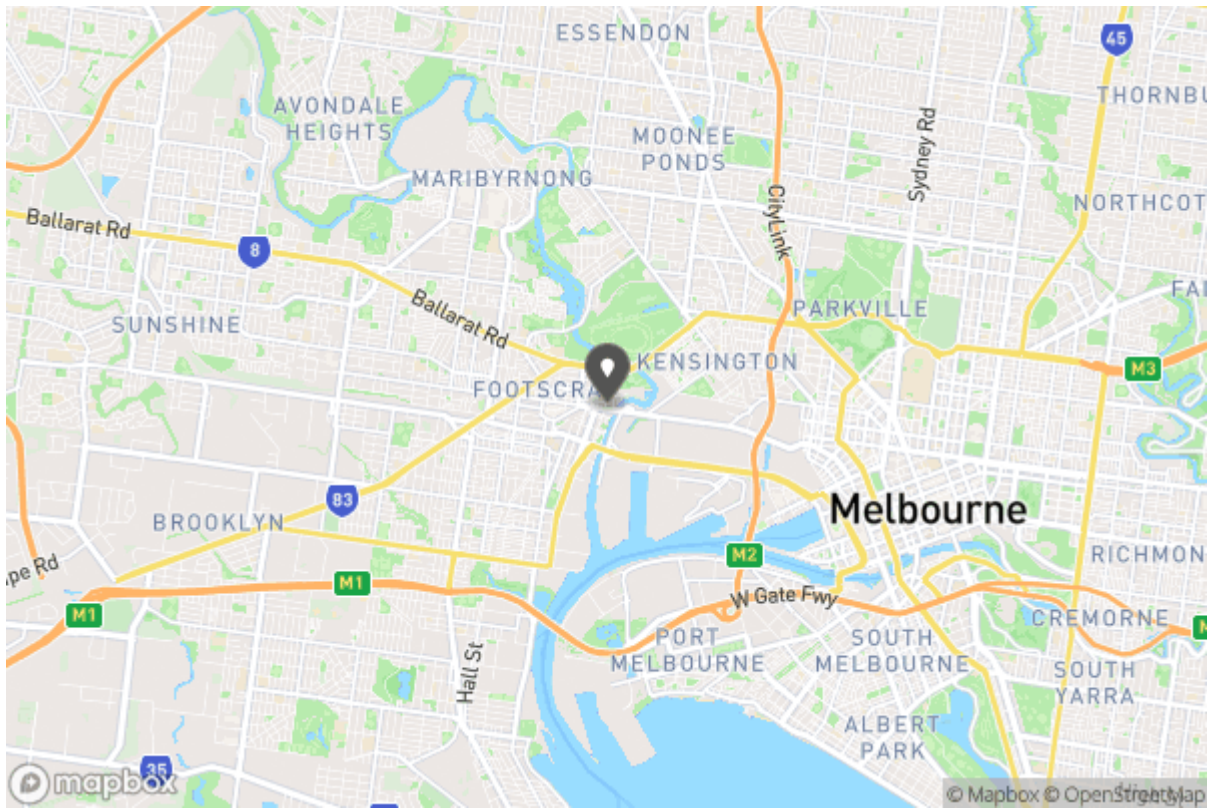 ESSENDON
45
THORNBU
AVONDALE
HEIGHTS
MOONEE
PONDS
Sydney Rd
MARIBYRNONG
CityLink
NORTHCOT
Ballarat Rd
8
FA
PARKVILLE
Ballarat Rd
SUNSHINE
KENSINGTON
M3
FOOTSCRA
83
Melbourne
BROOKLYN
M2
RICHMON
pe Rd
M1
W Gate Fwy
M1
CREMORNE
M
PORT
MELBOURNE
SOUTH
MELBOURNE
Hall St
SOUTH
YARRA
ALBERT
PARK
35
mapbox
© Mapbox © OpenStreetMap